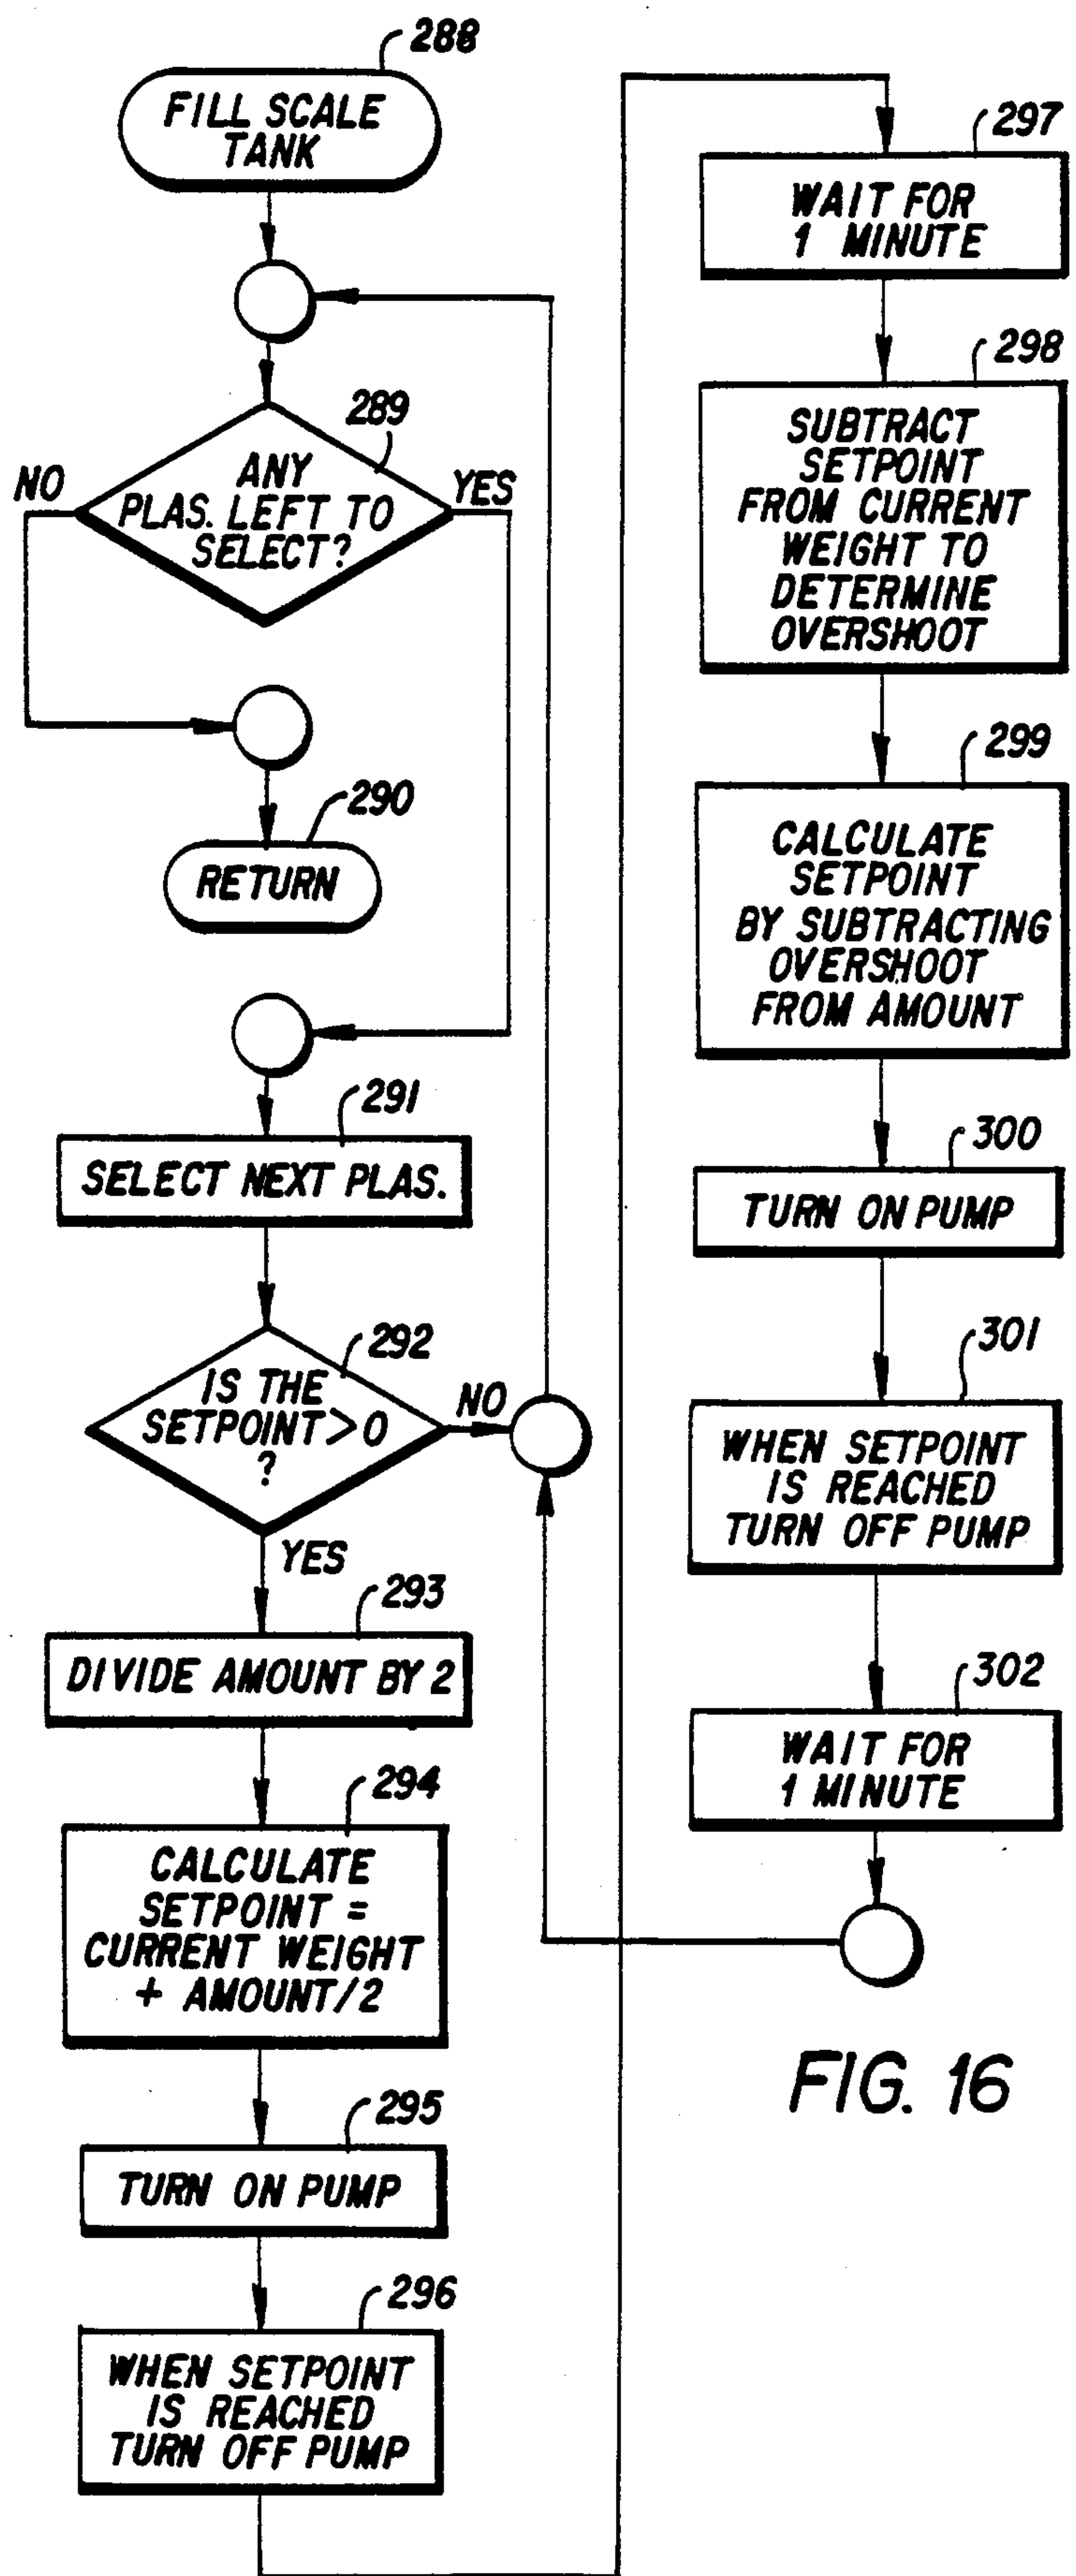 288
FILL SCALE
TANK
289
ANY
PLAS. LEFT TO
SELECT?
NO
YES
290
RETURN
291
SELECT NEXT PLAS.
292
IS THE
SETPOINT>0
?
NO
YES
293
DIVIDE AMOUNT BY 2
294
CALCULATE
SETPOINT =
CURRENT WEIGHT
+ AMOUNT/2
295
TURN ON PUMP
296
WHEN SETPOINT
IS REACHED
TURN OFF PUMP
297
WAIT FOR
1 MINUTE
298
SUBTRACT
SETPOINT
FROM CURRENT
WEIGHT TO
DETERMINE
OVERSHOOT
299
CALCULATE
SETPOINT
BY SUBTRACTING
OVERSHOOT
FROM AMOUNT
300
TURN ON PUMP
301
WHEN SETPOINT
IS REACHED
TURN OFF PUMP
302
WAIT FOR
1 MINUTE
FIG. 16